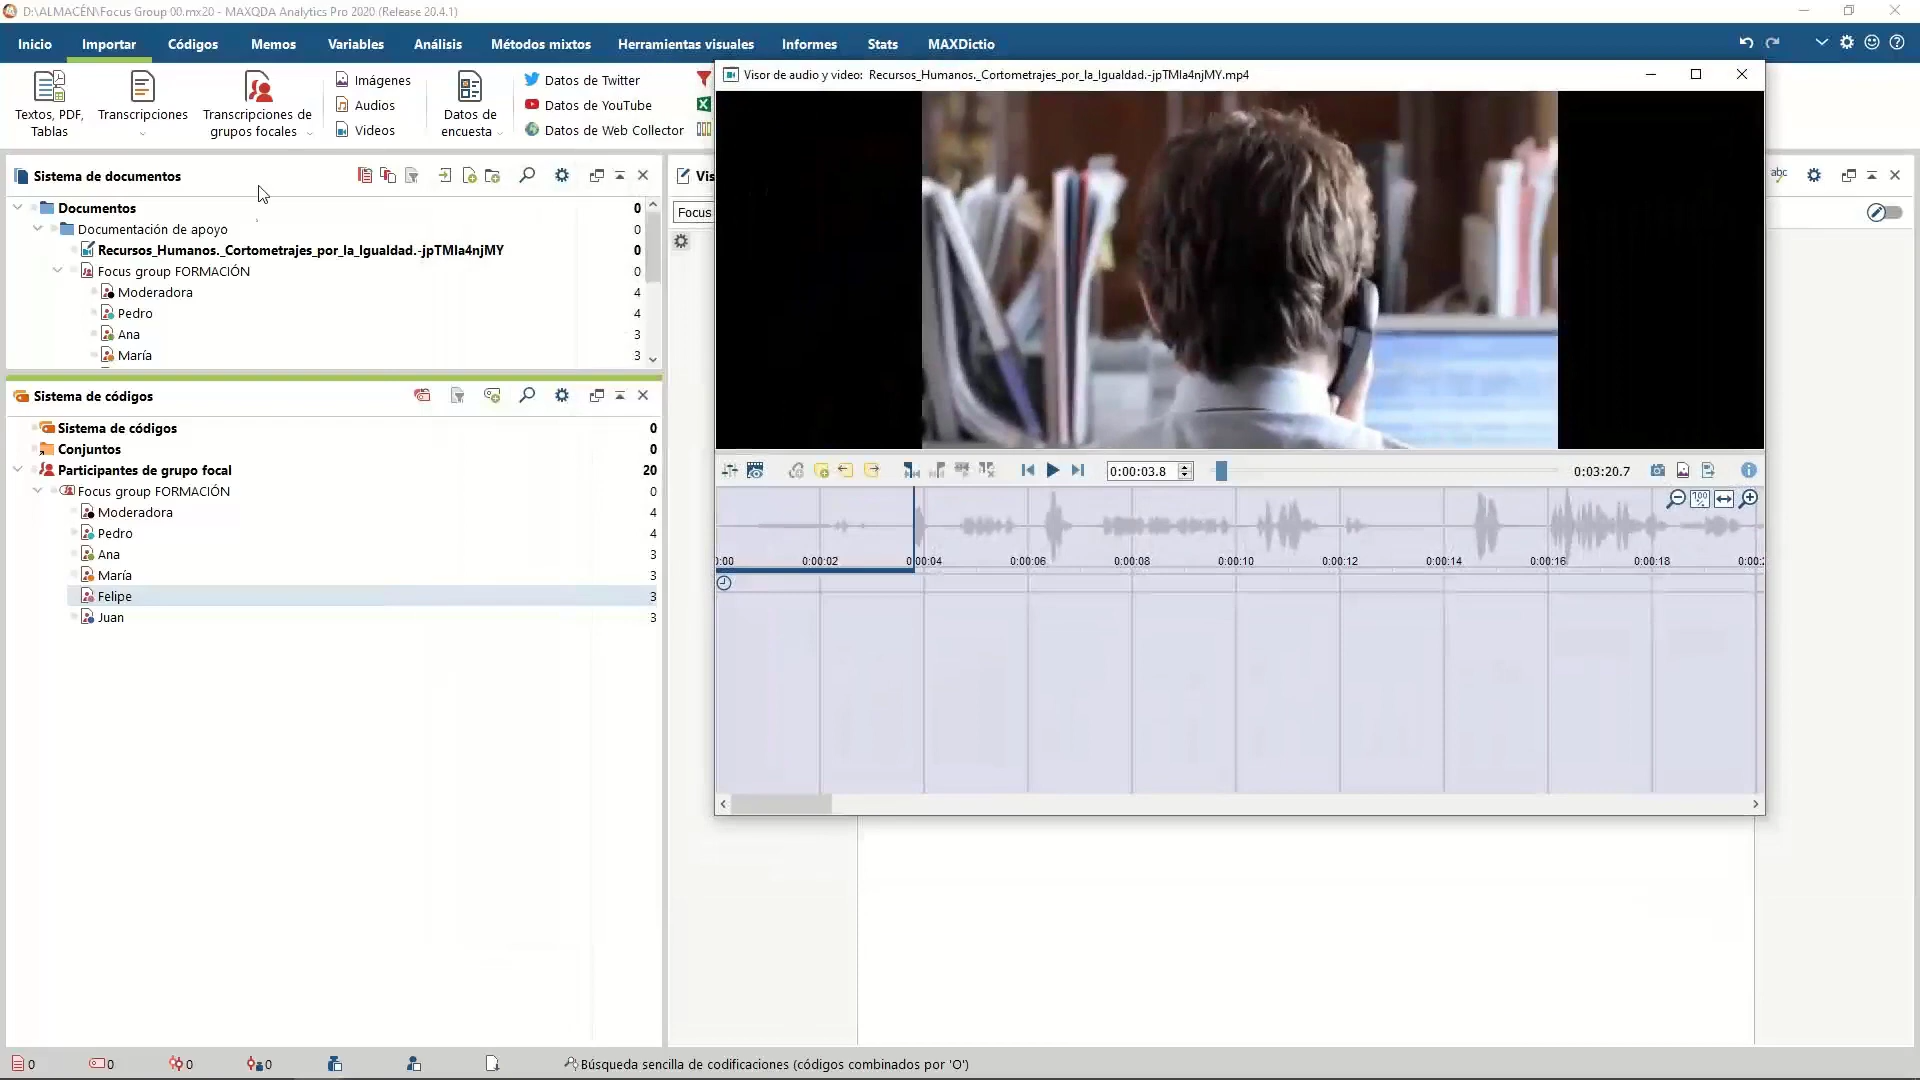 D:\ALMACÉN\Focus Group 00.mx20 - MAXQDA Analytics Pro 2020 (Release 20.4.1)
Inicio Importar Códigos Memos Variables Análisis Métodos mixtos Herramientas visuales Informes Stats MAXDictio
Textos, PDF, Tablas
Transcripciones
Transcripciones de grupos focales
Imágenes
Audios
Videos
Datos de encuesta
Datos de Twitter
Datos de YouTube
Datos de Web Collector
Sistema de documentos
Documentos 0
Documentación de apoyo 0
Recursos_Humanos._Cortometrajes_por_la_Igualdad.-jpTMIa4njMY 0
Focus group FORMACIÓN 0
Moderadora 4
Pedro 4
Ana 3
María 3
Sistema de códigos
Sistema de códigos 0
Conjuntos 0
Participantes de grupo focal 20
Focus group FORMACIÓN 0
Moderadora 4
Pedro 4
Ana 3
María 3
Felipe 3
Juan 3
Vis
Focus
abc
Visor de audio y video: Recursos_Humanos._Cortometrajes_por_la_Igualdad.-jpTMIa4njMY.mp4
0:00:03.8 0:03:20.7
100
0:00:02 0:00:04 0:00:06 0:00:08 0:00:10 0:00:12 0:00:14 0:00:16 0:00:18
0 0 0 0 Búsqueda sencilla de codificaciones (códigos combinados por 'O')